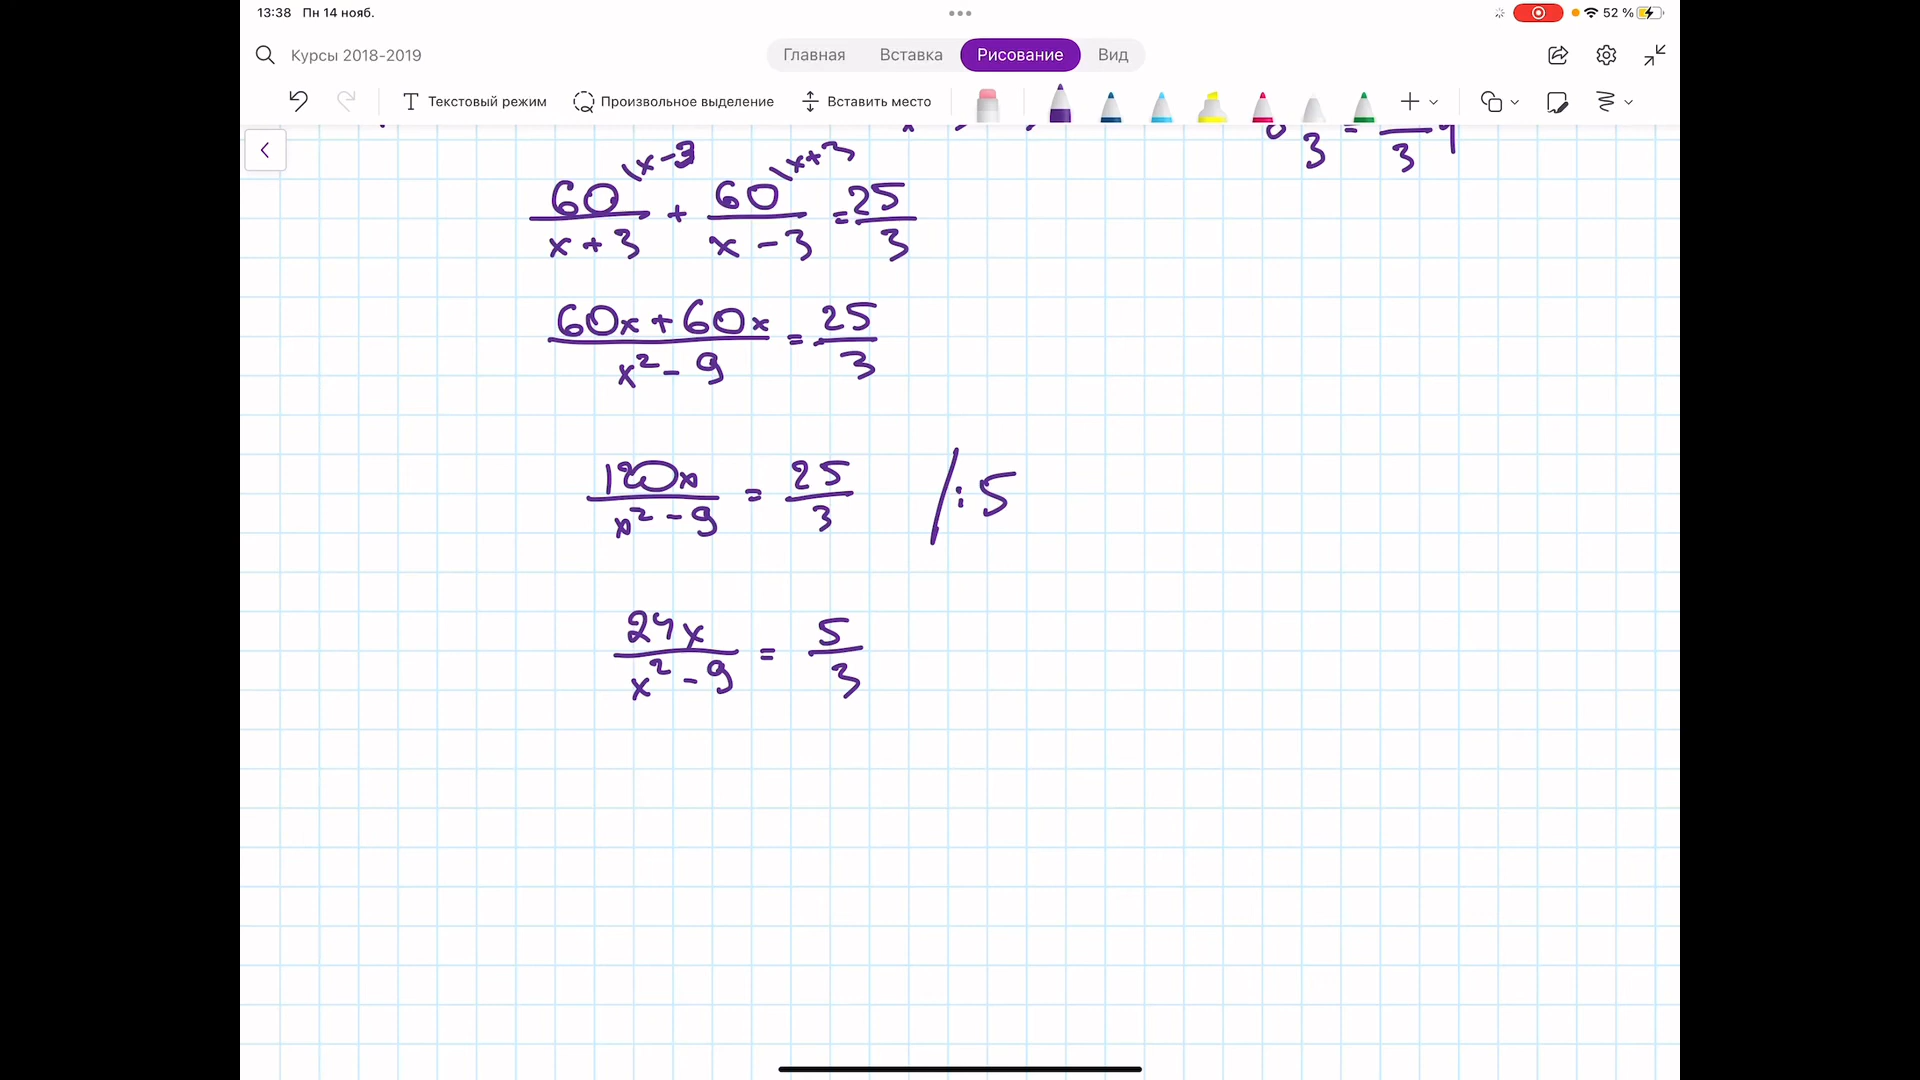 13:38 Пн 14 нояб.
52 %
Курсы 2018-2019
Главная Вставка Рисование Вид
T Текстовый режим Произвольное выделение Вставить место
3 = 3
60 \x-3 + 60 \x+3 = 25
x+3 x-3 3
60x+60x = 25
x²-9 3
120x = 25 /:5
x²-9 3
24x = 5
x²-9 3